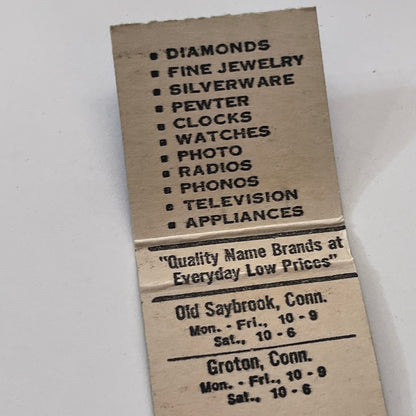 • DIAMONDS
• FINE JEWELRY
• SILVERWARE
• PEWTER
• CLOCKS
• WATCHES
• PHOTO
• RADIOS
• PHONOS
• TELEVISION
• APPLIANCES
"Quality Name Brands at
Everyday Low Prices"
Old Saybrook, Conn.
Mon. - Fri., 10 - 9
Sat., 10 - 6
Groton, Conn.
Mon. - Fri., 10 - 9
Sat., 10 - 6